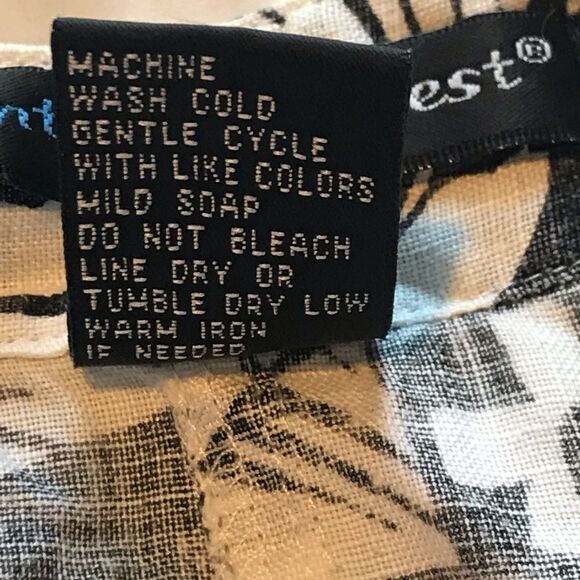 MACHINE
WASH COLD
GENTLE CYCLE
WITH LIKE COLORS
MILD SOAP
DO NOT BLEACH
LINE DRY OR
TUMBLE DRY LOW
WARM IRON
IF NEEDED
nt
est®